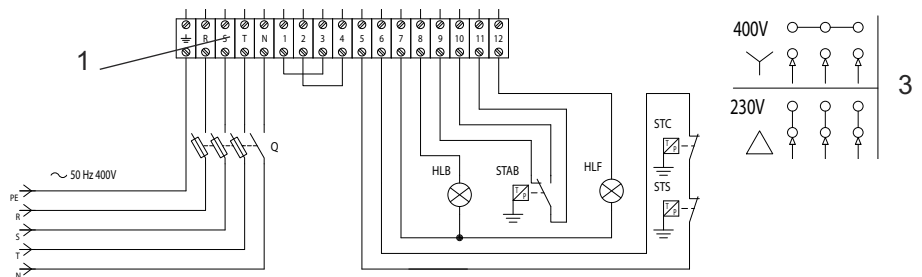 R S T N 1 2 3 4 5 6 7 8 9 10 11 12
1
Q
50 Hz 400V
PE
R
S
T
N
HLB
STAB
T
P
HLF
STC
T
P
STS
T
P
400V
230V
3